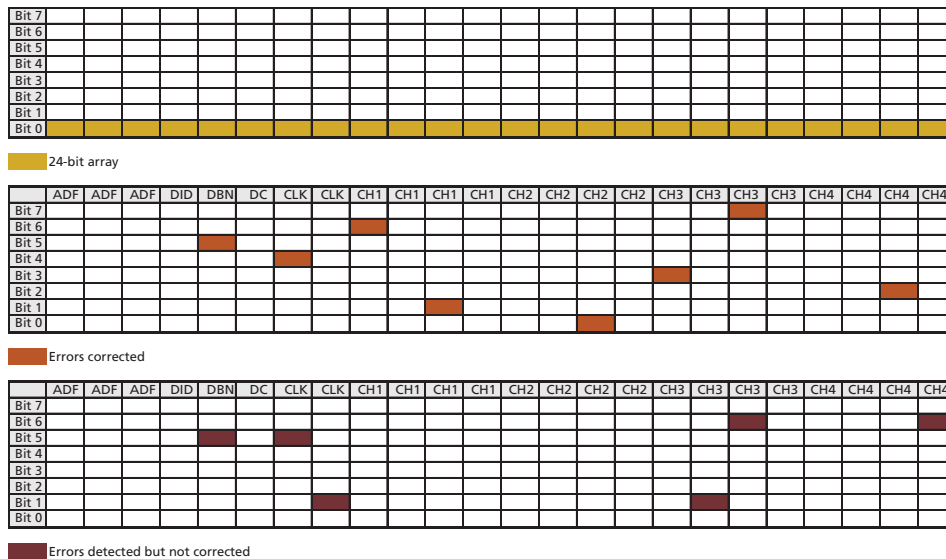 Bit 7
Bit 6
Bit 5
Bit 4
Bit 3
Bit 2
Bit 1
Bit 0
24-bit array
ADF ADF ADF DID DBN DC CLK CLK CH1 CH1 CH1 CH1 CH2 CH2 CH2 CH2 CH3 CH3 CH3 CH3 CH4 CH4 CH4 CH4
Bit 7
Bit 6
Bit 5
Bit 4
Bit 3
Bit 2
Bit 1
Bit 0
Errors corrected
ADF ADF ADF DID DBN DC CLK CLK CH1 CH1 CH1 CH1 CH2 CH2 CH2 CH2 CH3 CH3 CH3 CH3 CH4 CH4 CH4 CH4
Bit 7
Bit 6
Bit 5
Bit 4
Bit 3
Bit 2
Bit 1
Bit 0
Errors detected but not corrected